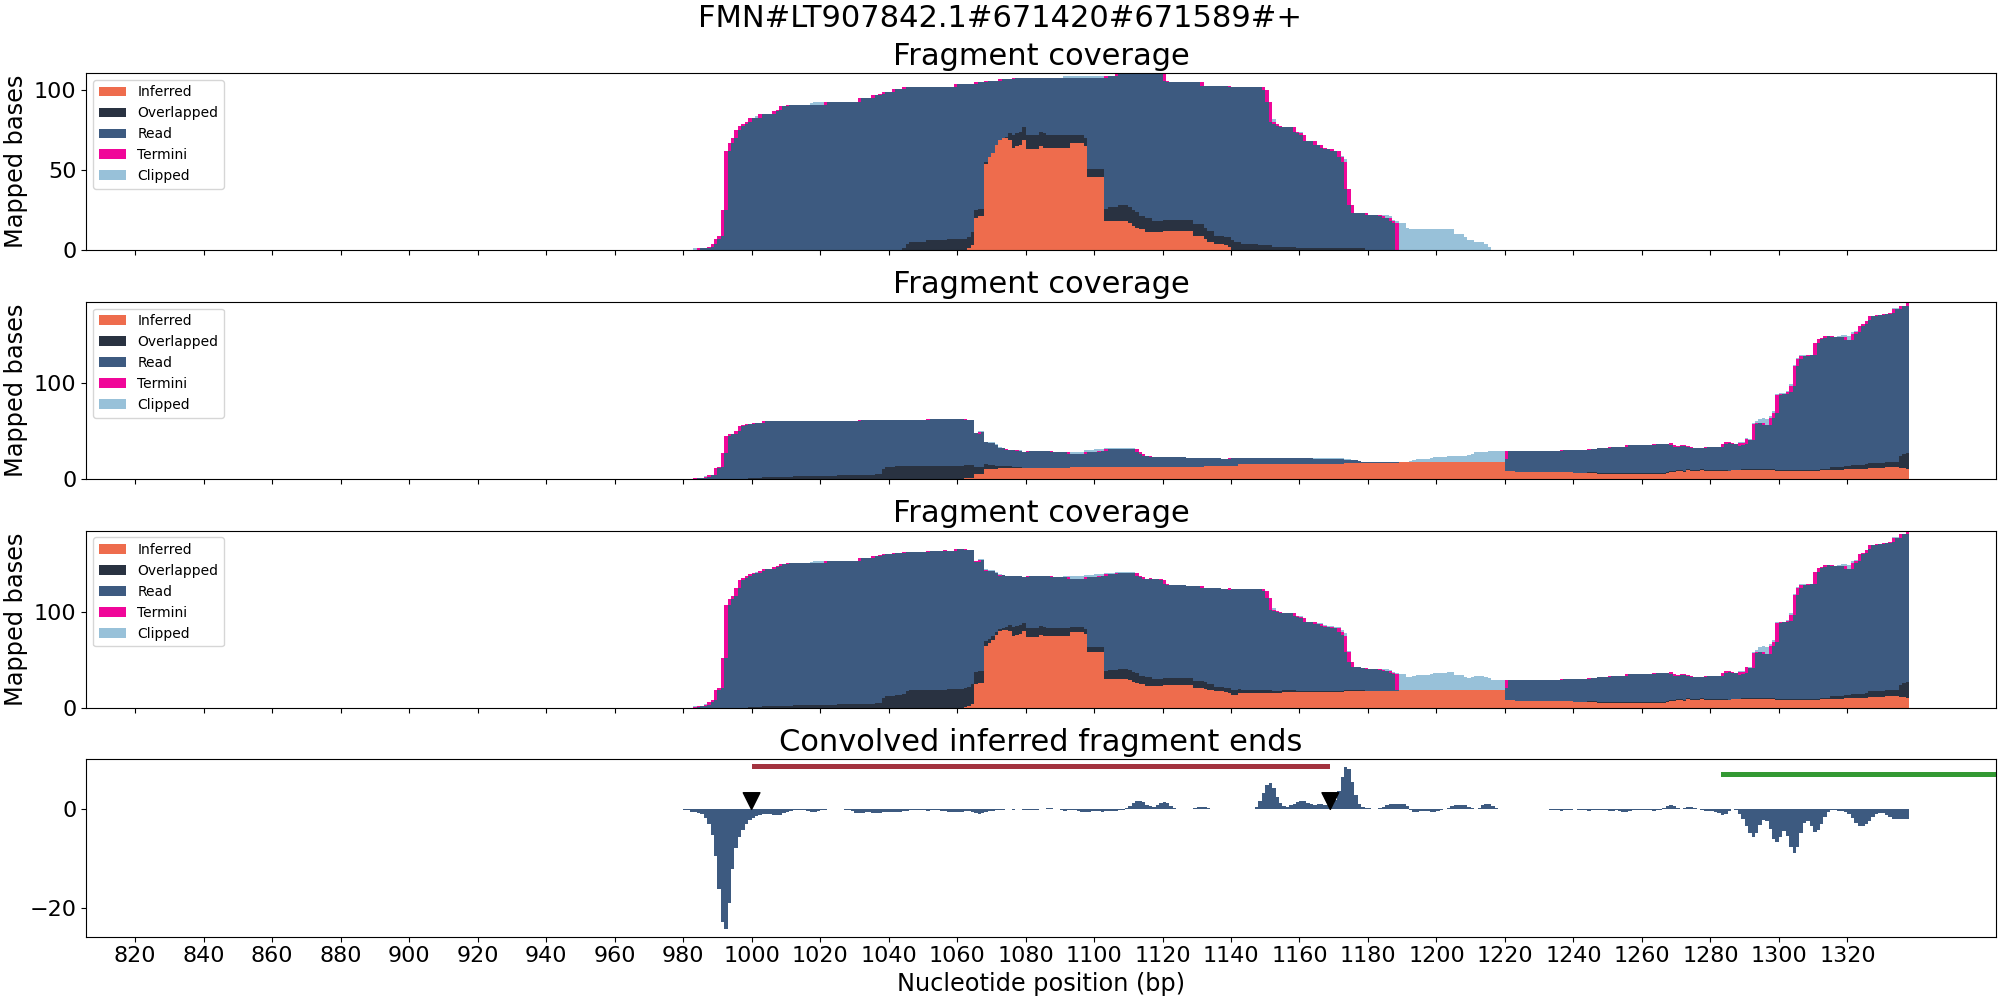 FMN#LT907842.1#671420#671589#+
Fragment coverage
Mapped bases
100
50
0
Inferred
Overlapped
Read
Termini
Clipped
Fragment coverage
Mapped bases
100
0
Inferred
Overlapped
Read
Termini
Clipped
Fragment coverage
Mapped bases
100
0
Inferred
Overlapped
Read
Termini
Clipped
Convolved inferred fragment ends
0
−20
820 840 860 880 900 920 940 960 980 1000 1020 1040 1060 1080 1100 1120 1140 1160 1180 1200 1220 1240 1260 1280 1300 1320
Nucleotide position (bp)